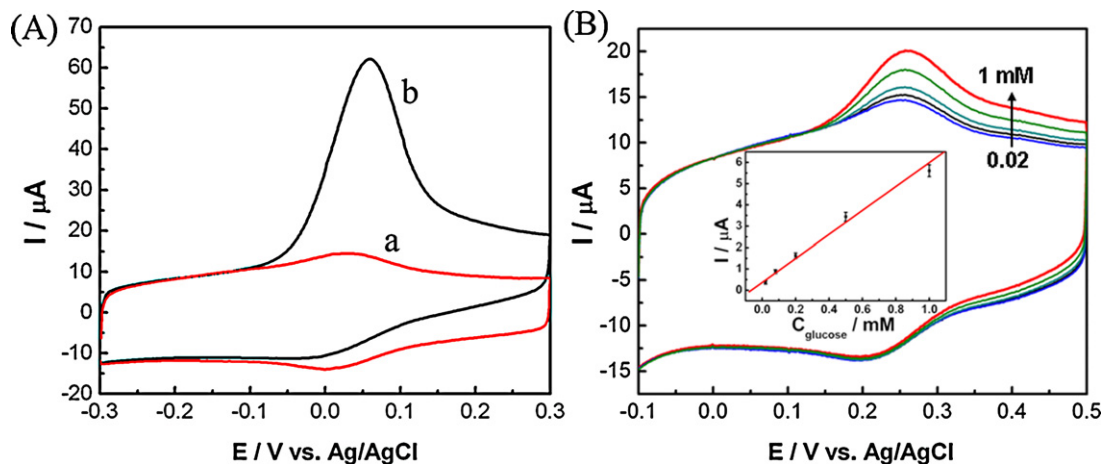 (A)
70
60
50
40
30
20
10
0
-10
-20
I / μA
b
a
-0.3 -0.2 -0.1 0.0 0.1 0.2 0.3
E / V vs. Ag/AgCl
(B)
20
15
10
5
0
-5
-10
-15
I / μA
1 mM
0.02
6
5
4
3
2
1
0
I / μA
0.0 0.2 0.4 0.6 0.8 1.0
C glucose / mM
-0.1 0.0 0.1 0.2 0.3 0.4 0.5
E / V vs. Ag/AgCl